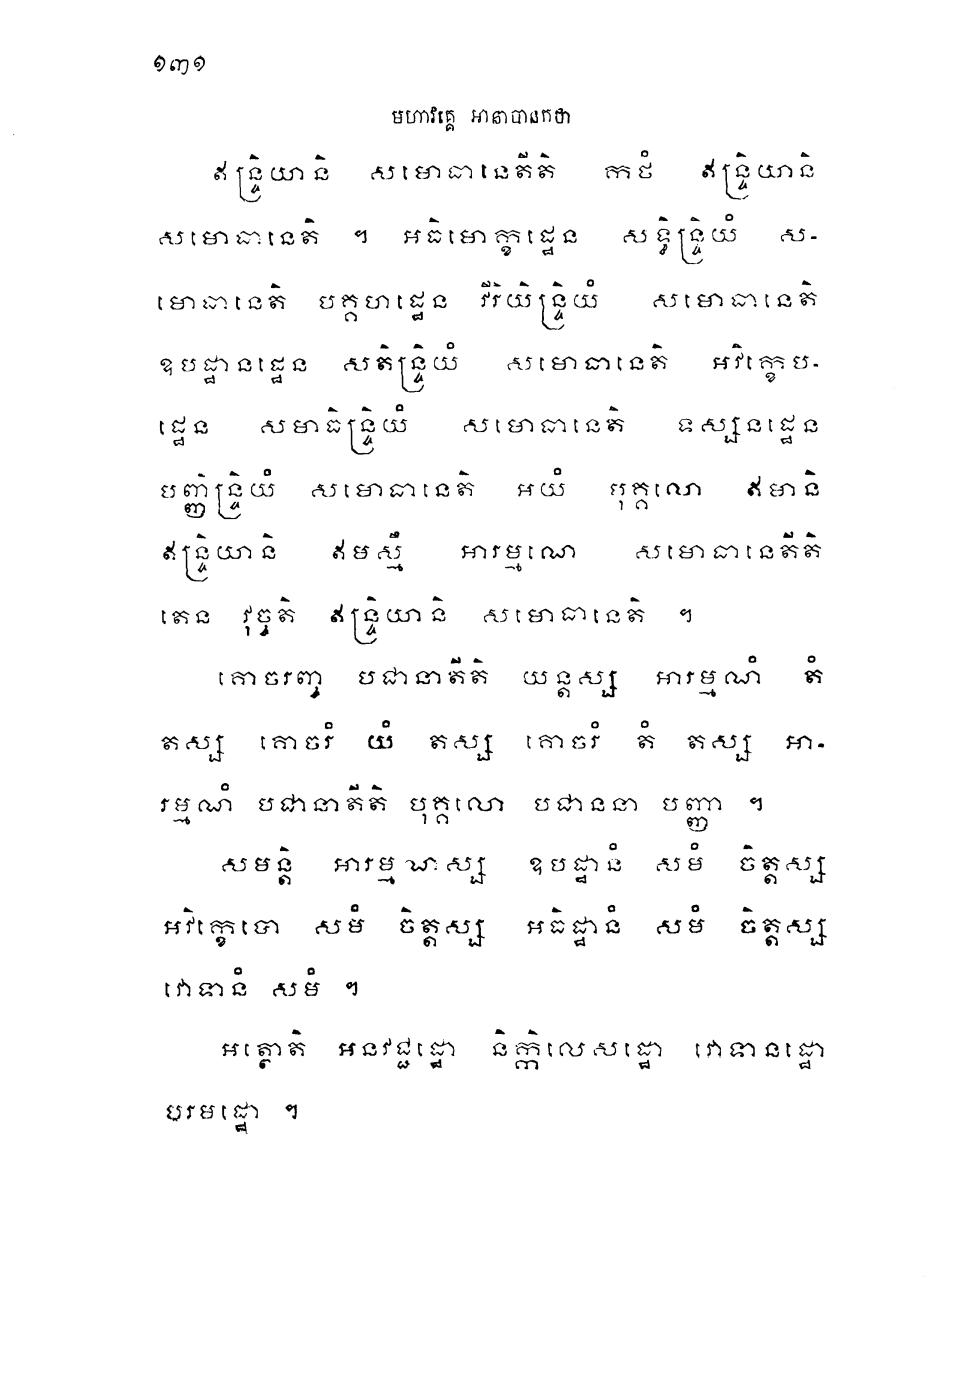 ១៣១
មហាវគ្គេ អានាបានកថា
ឥន្ទ្រិយានិ សមោធានេតីតិ កថំ ឥន្ទ្រិយានិ
សមោធានេតិ ។ អធិមោក្ខដ្ឋេន សទ្ធិន្ទ្រិយំ ស-
មោធានេតិ បគ្គហដ្ឋេន វីរិយិន្ទ្រិយំ សមោធានេតិ
ឧបដ្ឋានដ្ឋេន សតិន្ទ្រិយំ សមោធានេតិ អវិក្ខេប-
ដ្ឋេន សមាធិន្ទ្រិយំ សមោធានេតិ ទស្សនដ្ឋេន
បញ្ញិន្ទ្រិយំ សមោធានេតិ អយំ បុគ្គលោ ឥមានិ
ឥន្ទ្រិយានិ ឥមស្មឹ អារម្មណេ សមោធានេតីតិ
តេន វុច្ចតិ ឥន្ទ្រិយានិ សមោធានេតិ ។
គោចរញ្ច បជានាតីតិ យន្តស្ស អារម្មណំ តំ
តស្ស គោចរំ យំ តស្ស គោចរំ តំ តស្ស អា-
រម្មណំ បជានាតីតិ បុគ្គលោ បជាននា បញ្ញា ។
សមន្តិ អារម្មណស្ស ឧបដ្ឋានំ សមំ ចិត្តស្ស
អវិក្ខេបោ សមំ ចិត្តស្ស អធិដ្ឋានំ សមំ ចិត្តស្ស
វោទានំ សមំ ។
អត្ថោតិ អនវជ្ជដ្ឋោ និក្កិលេសដ្ឋោ វោទានដ្ឋោ
បរមដ្ឋោ ។